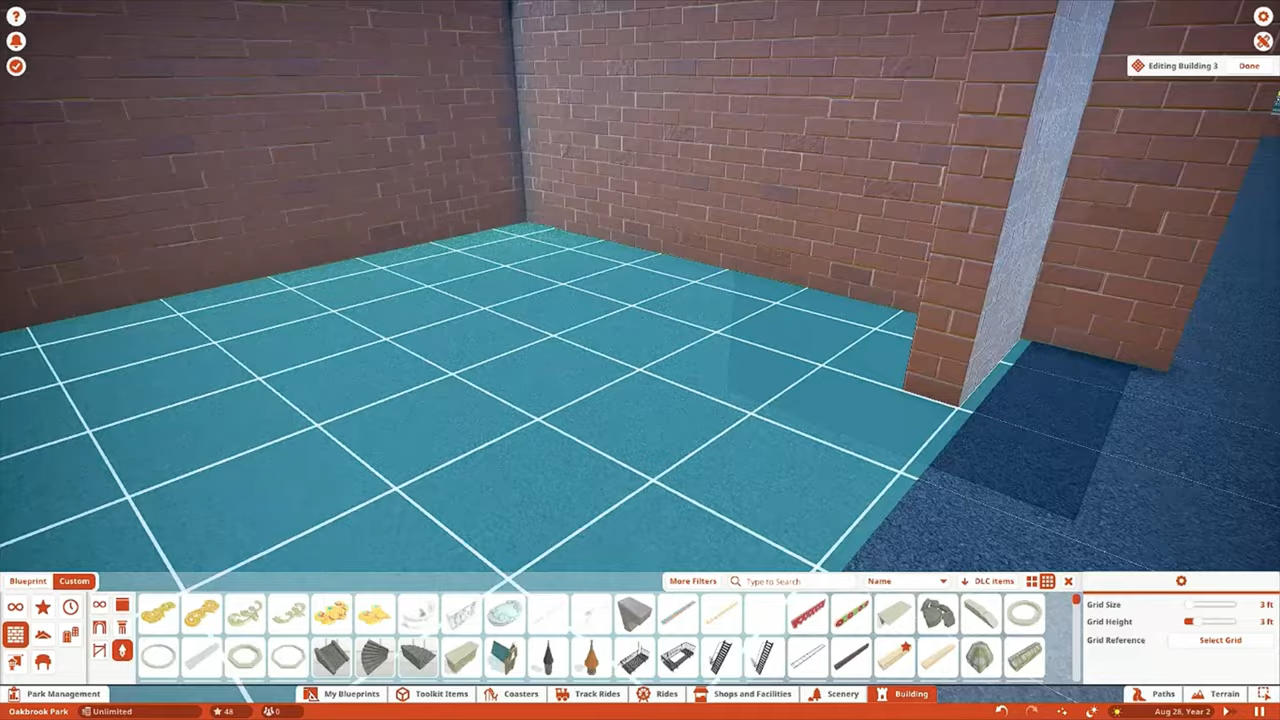 ?
Editing Building 3 Done
Blueprint Custom More Filters Type to Search Name DLC items
Grid Size 3 ft
Grid Height 3 ft
Grid Reference Select Grid
Park Management My Blueprints Toolkit Items Coasters Track Rides Rides Shops and Facilities Scenery Building Paths Terrain
Oakbrook Park Unlimited 48 0 Aug 28, Year 2